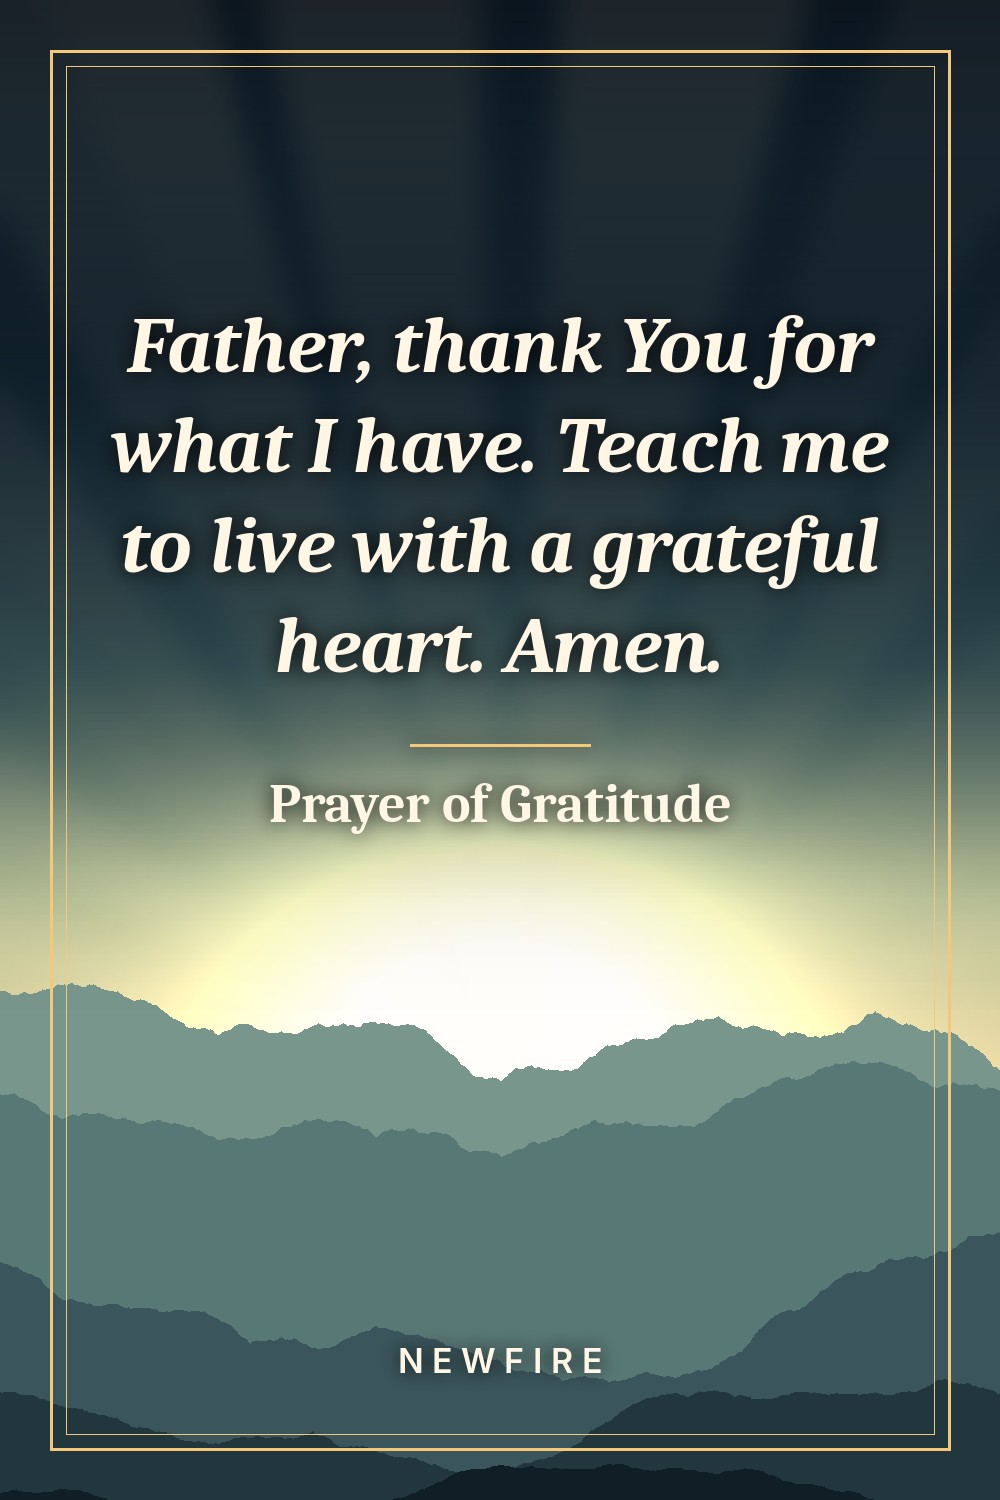 Father, thank You for
what I have. Teach me
to live with a grateful
heart. Amen.
Prayer of Gratitude
NEWFIRE